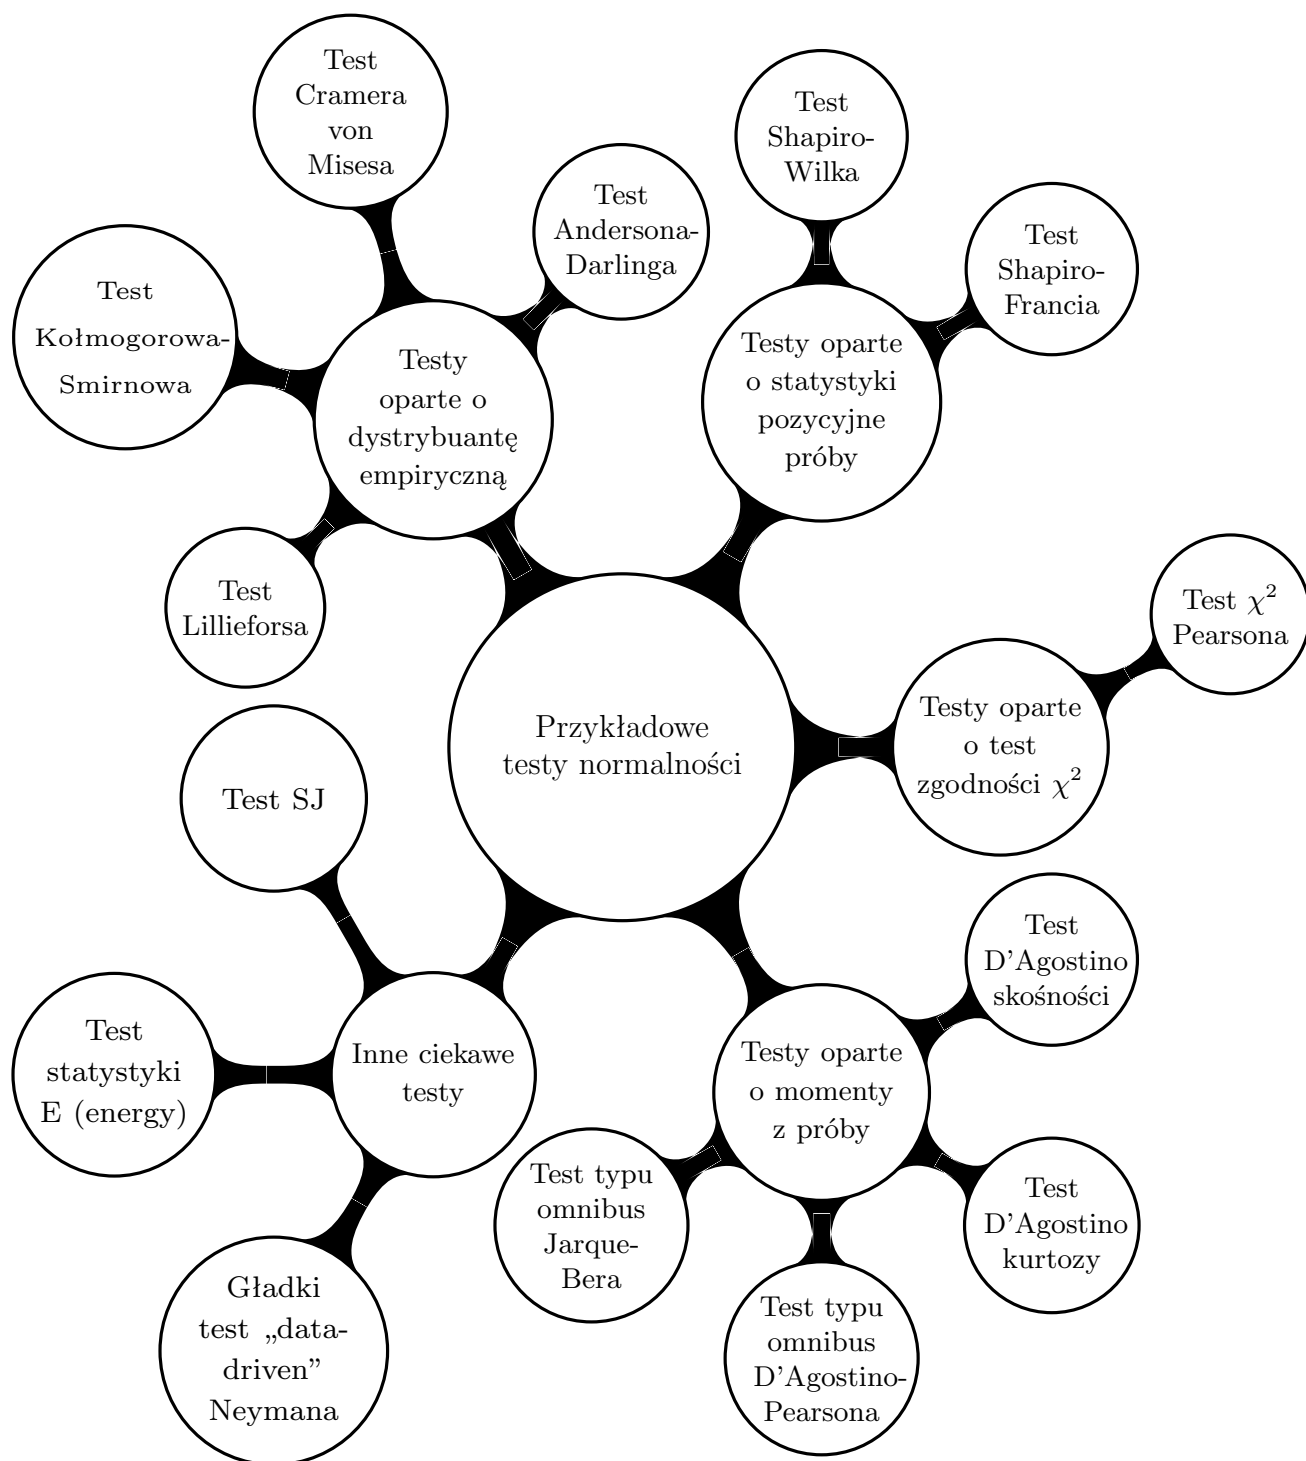 Test
Cramera
von
Misesa
Test
Shapiro-
Wilka
Test
Andersona-
Darlinga
Test
Shapiro-
Francia
Test
Kołmogorowa-
Smirnowa
Testy
oparte o
dystrybuantę
empiryczną
Testy oparte
o statystyki
pozycyjne
próby
Test
Lillieforsa
Test χ²
Pearsona
Przykładowe
testy normalności
Testy oparte
o test
zgodności χ²
Test SJ
Test
D'Agostino
skośności
Test
statystyki
E (energy)
Inne ciekawe
testy
Testy oparte
o momenty
z próby
Test typu
omnibus
Jarque-
Bera
Test
D'Agostino
kurtozy
Gładki
test „data-
driven”
Neymana
Test typu
omnibus
D'Agostino-
Pearsona